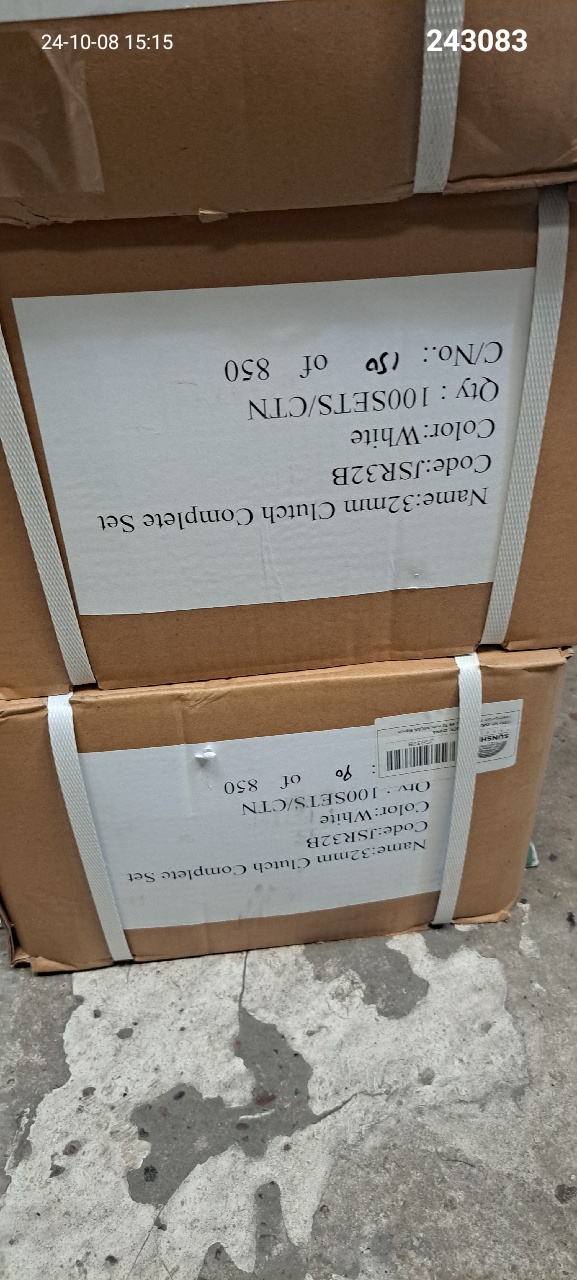 24-10-08 15:15
243083
Name:32mm Clutch Complete Set
Code:JSR32B
Color:White
Qty : 100SETS/CTN
C/No.: 150 of 850
SUNSH
Name:32mm Clutch Complete Set
Code:JSR32B
Color:White
Qty : 100SETS/CTN
: 90 of 850